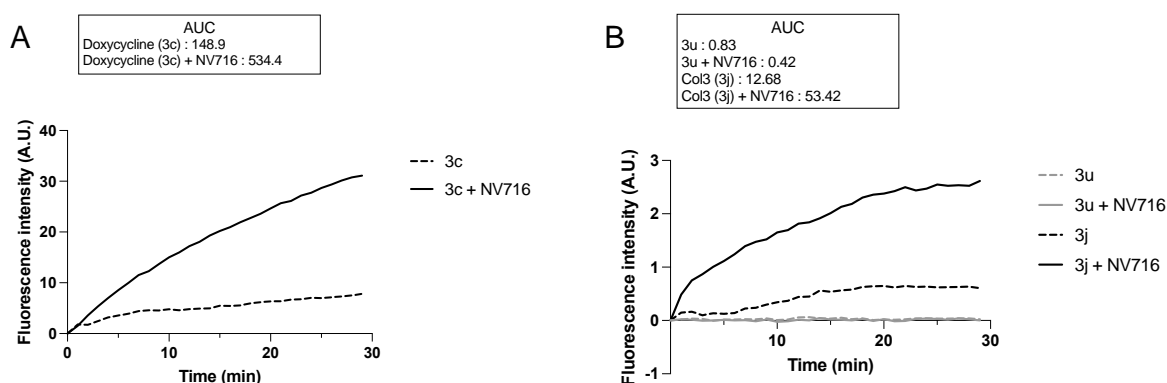 A
AUC
Doxycycline (3c) : 148.9
Doxycycline (3c) + NV716 : 534.4
Fluorescence intensity (A.U.)
40
30
20
10
0
0
10
20
30
Time (min)
3c
3c + NV716
B
AUC
3u : 0.83
3u + NV716 : 0.42
Col3 (3j) : 12.68
Col3 (3j) + NV716 : 53.42
Fluorescence intensity (A.U.)
3
2
1
0
-1
10
20
30
Time (min)
3u
3u + NV716
3j
3j + NV716